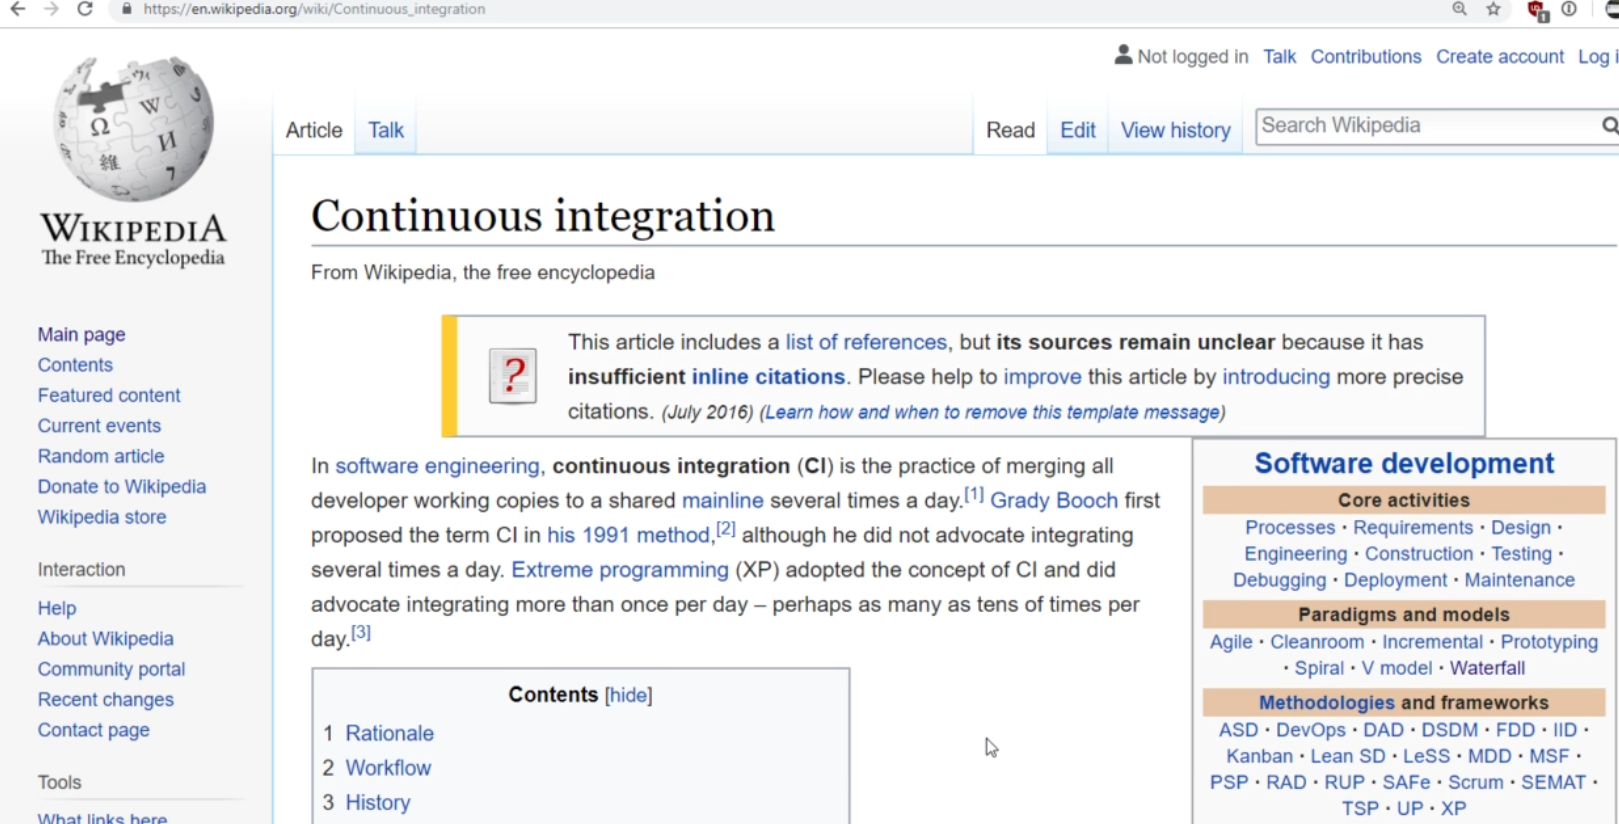 https://en.wikipedia.org/wiki/Continuous_integration
Not logged in Talk Contributions Create account Log i
Article Talk Read Edit View history Search Wikipedia
Ω W И 維 7
WIKIPEDIA
The Free Encyclopedia
Main page
Contents
Featured content
Current events
Random article
Donate to Wikipedia
Wikipedia store
Interaction
Help
About Wikipedia
Community portal
Recent changes
Contact page
Tools
What links here
Continuous integration
From Wikipedia, the free encyclopedia
?
This article includes a list of references, but its sources remain unclear because it has
insufficient inline citations. Please help to improve this article by introducing more precise
citations. (July 2016) (Learn how and when to remove this template message)
In software engineering, continuous integration (CI) is the practice of merging all
developer working copies to a shared mainline several times a day.[1] Grady Booch first
proposed the term CI in his 1991 method,[2] although he did not advocate integrating
several times a day. Extreme programming (XP) adopted the concept of CI and did
advocate integrating more than once per day – perhaps as many as tens of times per
day.[3]
Contents [hide]
1 Rationale
2 Workflow
3 History
Software development
Core activities
Processes · Requirements · Design ·
Engineering · Construction · Testing ·
Debugging · Deployment · Maintenance
Paradigms and models
Agile · Cleanroom · Incremental · Prototyping
· Spiral · V model · Waterfall
Methodologies and frameworks
ASD · DevOps · DAD · DSDM · FDD · IID ·
Kanban · Lean SD · LeSS · MDD · MSF ·
PSP · RAD · RUP · SAFe · Scrum · SEMAT ·
TSP · UP · XP